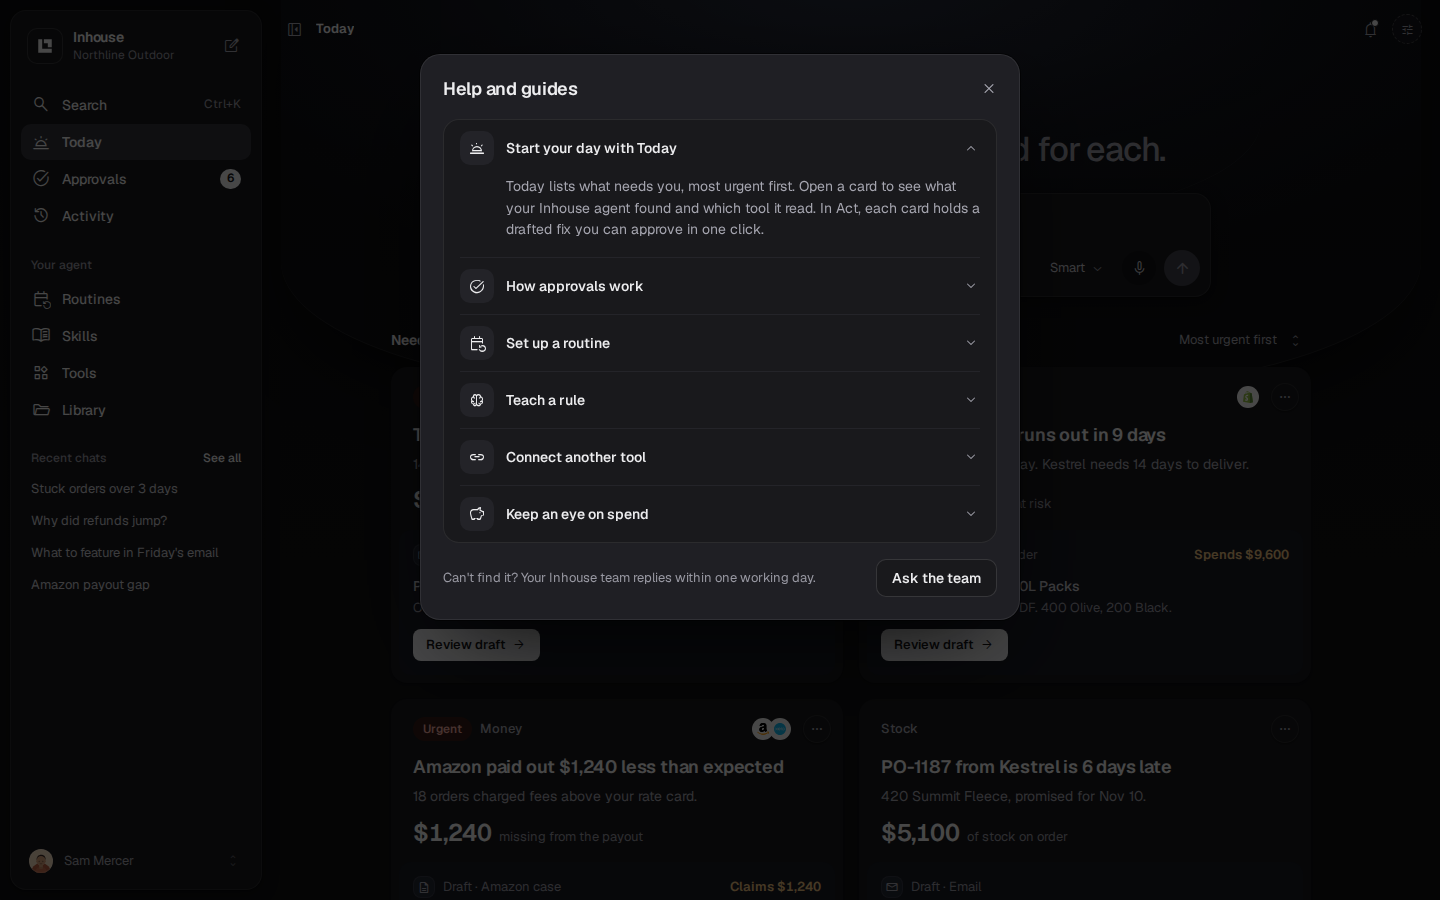 Inhouse
Northline Outdoor
Search
Ctrl+K
Today
Approvals
6
Activity
Your agent
Routines
Skills
Tools
Library
Recent chats
See all
Stuck orders over 3 days
Why did refunds jump?
What to feature in Friday's email
Amazon payout gap
Sam Mercer
Today
d for each.
Smart
Most urgent first
Help and guides
Start your day with Today
Today lists what needs you, most urgent first. Open a card to see what
your Inhouse agent found and which tool it read. In Act, each card holds a
drafted fix you can approve in one click.
How approvals work
Set up a routine
Teach a rule
Connect another tool
Keep an eye on spend
Can't find it? Your Inhouse team replies within one working day.
Ask the team
Review draft
runs out in 9 days
ay. Kestrel needs 14 days to deliver.
t risk
der
Spends $9,600
0L Packs
DF. 400 Olive, 200 Black.
Review draft
Urgent
Money
Amazon paid out $1,240 less than expected
18 orders charged fees above your rate card.
$1,240 missing from the payout
Draft · Amazon case
Claims $1,240
Stock
PO-1187 from Kestrel is 6 days late
420 Summit Fleece, promised for Nov 10.
$5,100 of stock on order
Draft · Email